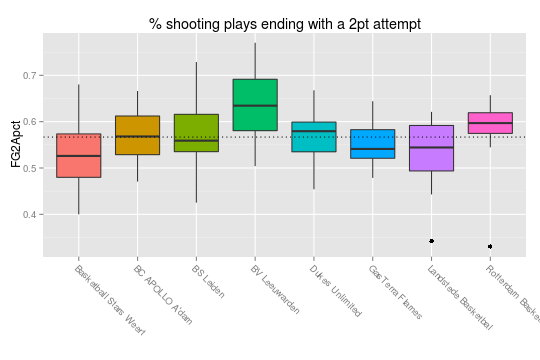 % shooting plays ending with a 2pt attempt
FG2Apct
0.7
0.6
0.5
0.4
Basketball Stars Weert
BC APOLLO A'dam
BS Leiden
BV Leeuwarden
Dukes Unlimited
GasTerra Flames
Landstede Basketbal
Rotterdam Basket